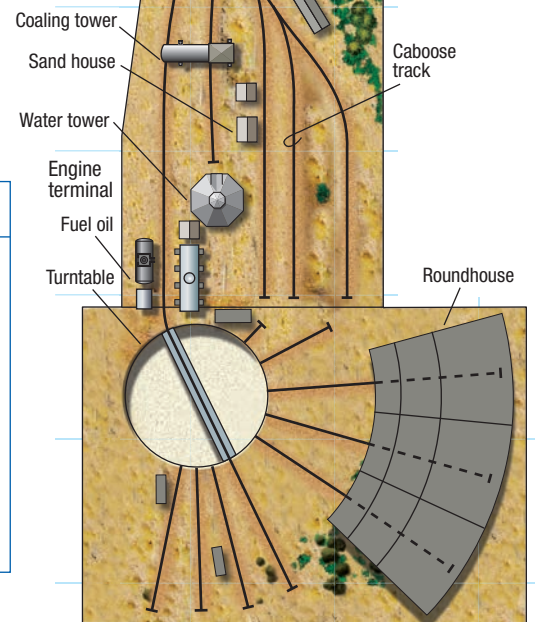 Coaling tower
Sand house
Caboose
track
Water tower
Engine
terminal
Fuel oil
Turntable
Roundhouse